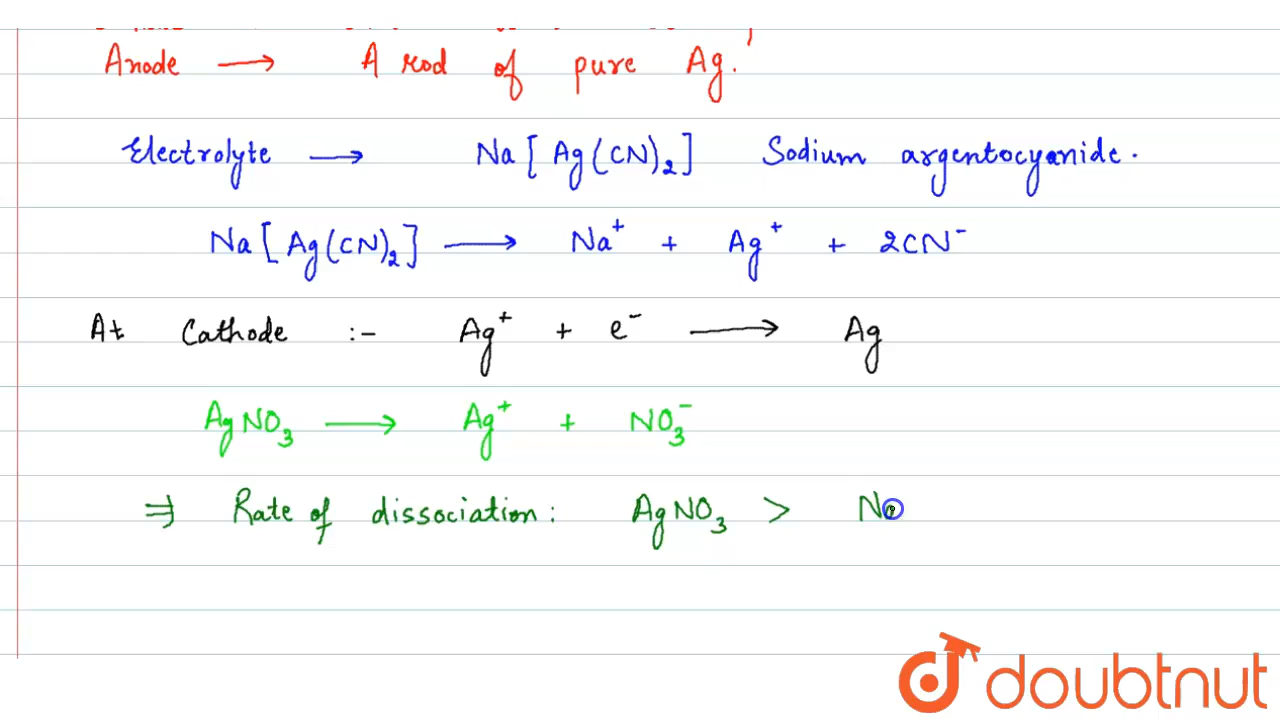 Anode → A rod of pure Ag.
Electrolyte → Na[Ag(CN)₂] Sodium argentocyanide.
Na[Ag(CN)₂] → Na⁺ + Ag⁺ + 2CN⁻
At Cathode :- Ag⁺ + e⁻ → Ag
AgNO₃ → Ag⁺ + NO₃⁻
⇒ Rate of dissociation: AgNO₃ > Na
doubtnut